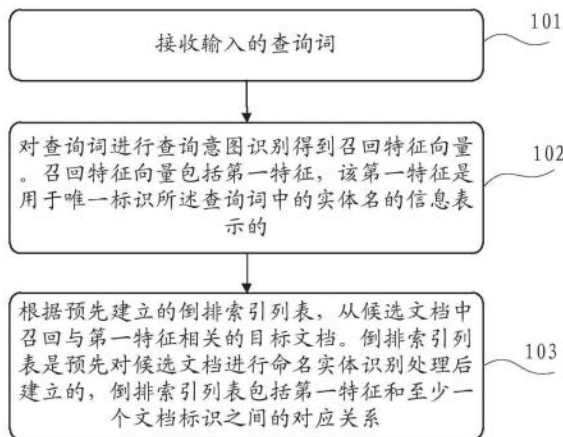 接收输入的查询词
101
对查询词进行查询意图识别得到召回特征向量
。召回特征向量包括第一特征，该第一特征是
用于唯一标识所述查询词中的实体名的信息表
示的
102
根据预先建立的倒排索引列表，从候选文档中
召回与第一特征相关的目标文档。倒排索引列
表是预先对候选文档进行命名实体识别处理后
建立的，倒排索引列表包括第一特征和至少一
个文档标识之间的对应关系
103